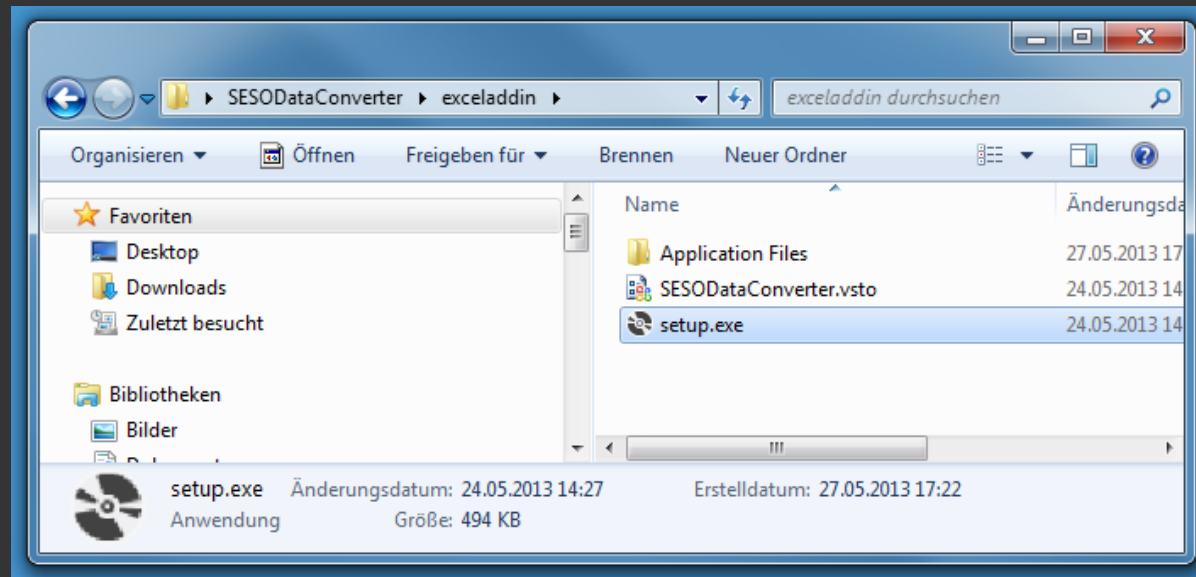 SESODataConverter exceladdin exceladdin durchsuchen
Organisieren Öffnen Freigeben für Brennen Neuer Ordner
Favoriten
Desktop
Downloads
Zuletzt besucht
Bibliotheken
Bilder
Name Änderungsda
Application Files 27.05.2013 17
SESODataConverter.vsto 24.05.2013 14
setup.exe 24.05.2013 14
setup.exe Änderungsdatum: 24.05.2013 14:27 Erstelldatum: 27.05.2013 17:22
Anwendung Größe: 494 KB